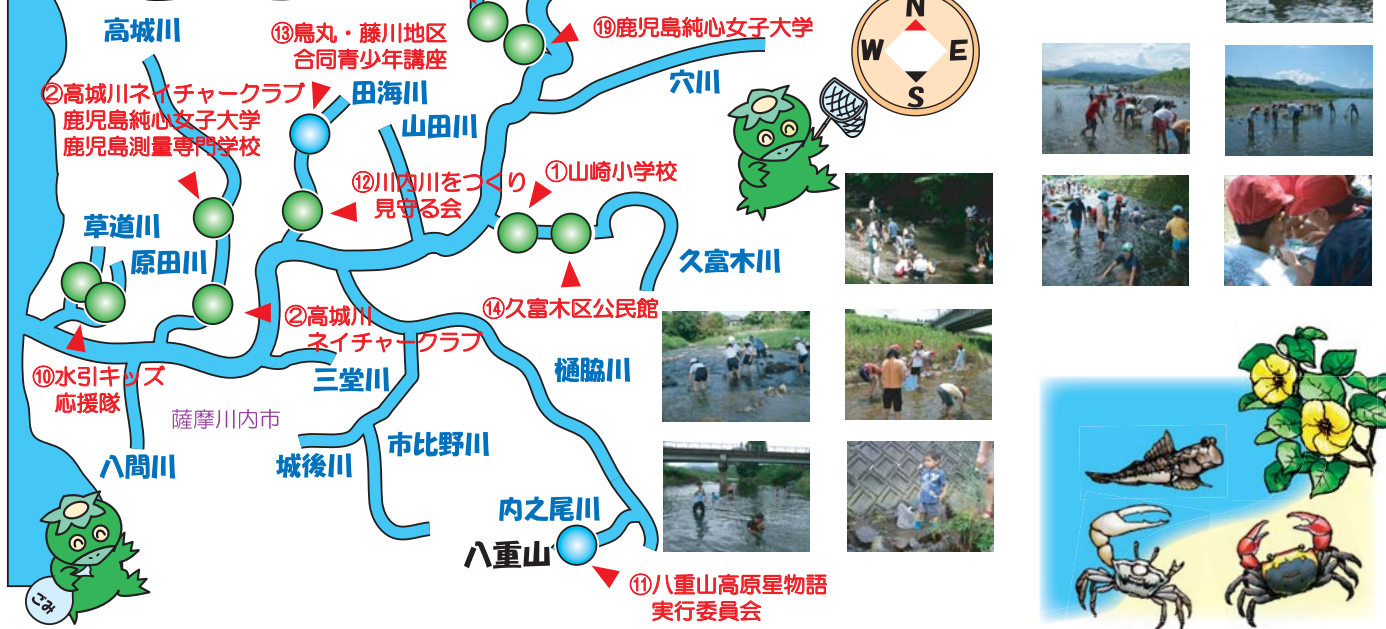 高城川
⑬鳥丸・藤川地区
合同青少年講座
⑲鹿児島純心女子大学
N
W
E
S
②高城川ネイチャークラブ
鹿児島純心女子大学
鹿児島測量専門学校
田海川
穴川
山田川
⑫川内川をつくり
見守る会
①山崎小学校
草道川
原田川
久富木川
②高城川
ネイチャークラブ
⑭久富木区公民館
⑩水引キッズ
応援隊
三堂川
樋脇川
薩摩川内市
八間川
城後川
市比野川
内之尾川
八重山
⑪八重山高原星物語
実行委員会
ごみ